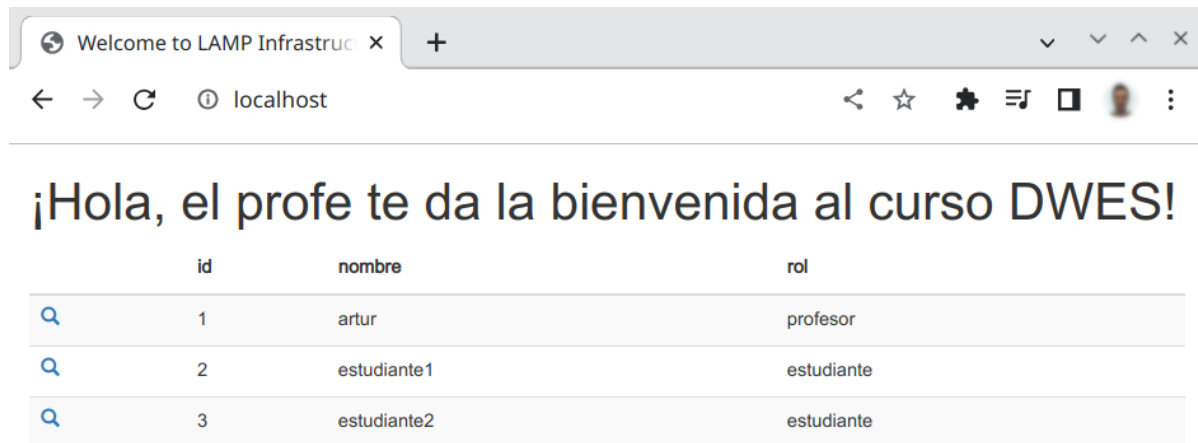 Welcome to LAMP Infrastruc
localhost
¡Hola, el profe te da la bienvenida al curso DWES!
id nombre rol
1 artur profesor
2 estudiante1 estudiante
3 estudiante2 estudiante